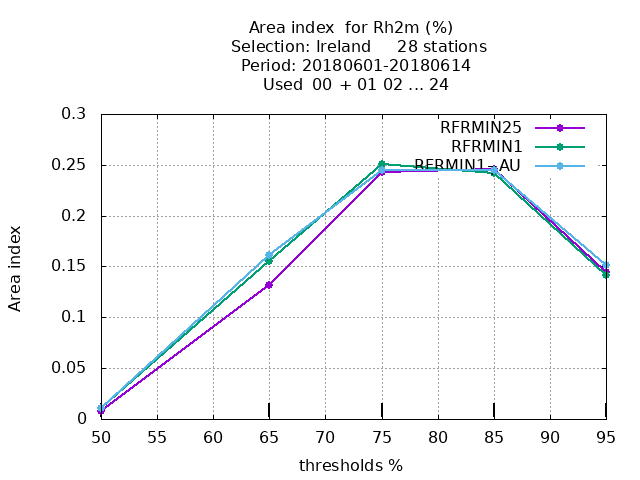 Area index for Rh2m (%)
Selection: Ireland 28 stations
Period: 20180601-20180614
Used 00 + 01 02 ... 24
0.3
0.25
0.2
0.15
0.1
0.05
0
Area index
RFRMIN25
RFRMIN1
RFRMIN1-AU
50 55 60 65 70 75 80 85 90 95
thresholds %